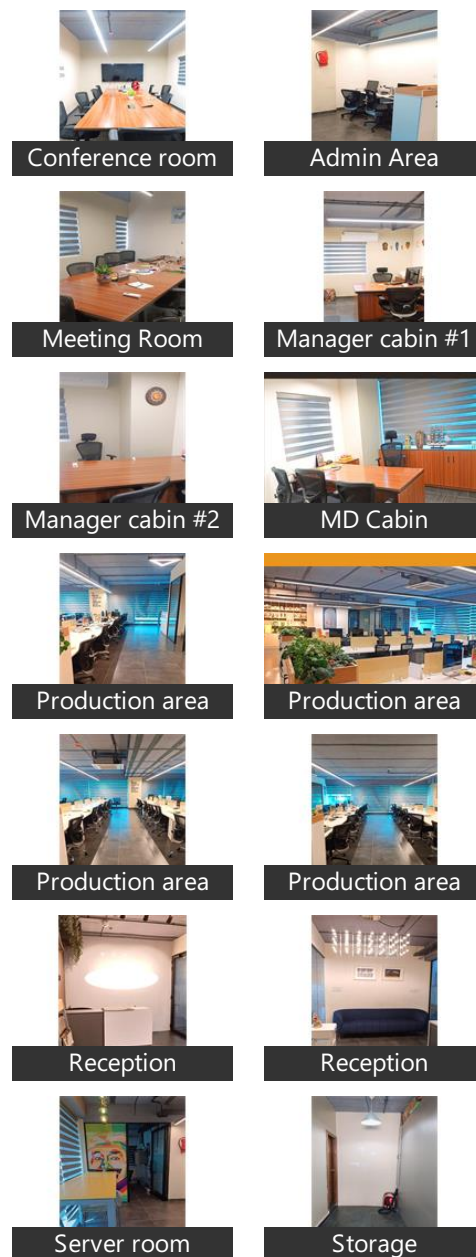 Conference room
Admin Area
Meeting Room
Manager cabin #1
Manager cabin #2
MD Cabin
Production area
Production area
Production area
Production area
Reception
Reception
Server room
Storage